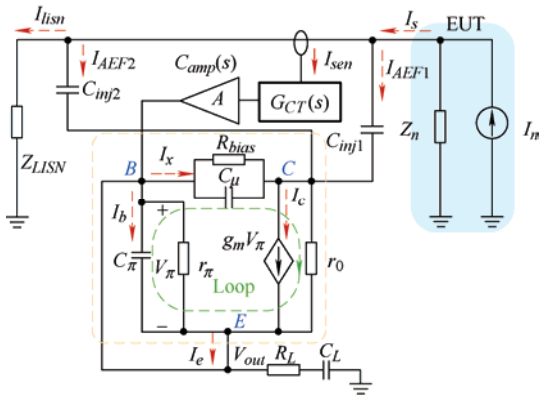 I_lisn
I_s
EUT
I_AEF2
C_amp(s)
I_sen
I_AEF1
C_inj2
A
G_CT(s)
C_inj1
Z_n
I_n
Z_LISN
R_bias
B
I_x
C
C_μ
I_b
+
I_c
C_π
V_π
r_π
g_mV_π
r_0
Loop
−
E
I_e
V_out
R_L
C_L